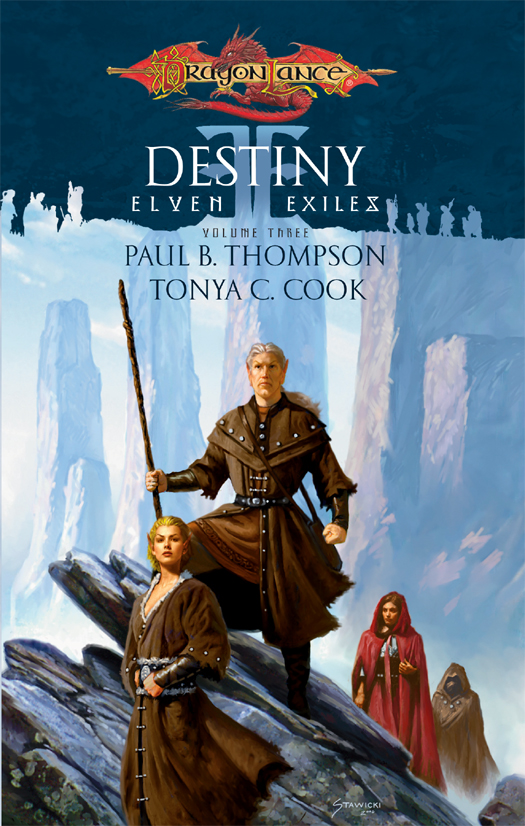 DRAGONLANCE
DESTINY
ELVEN EXILES
VOLUME THREE
PAUL B. THOMPSON
TONYA C. COOK
STAWICKI